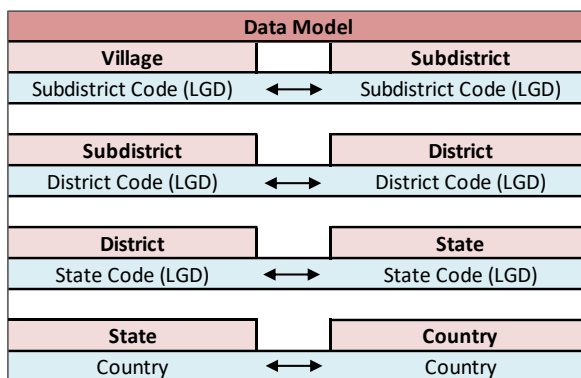 Data Model
Village Subdistrict
Subdistrict Code (LGD) Subdistrict Code (LGD)
Subdistrict District
District Code (LGD) District Code (LGD)
District State
State Code (LGD) State Code (LGD)
State Country
Country Country